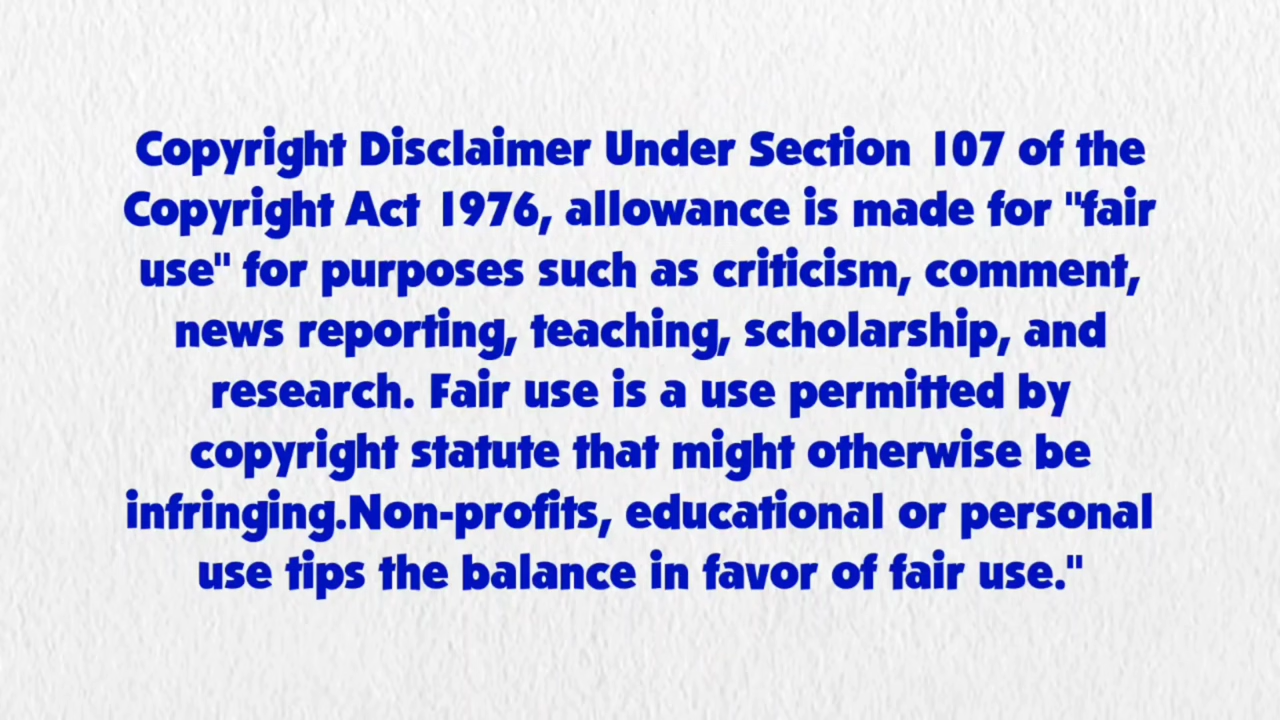 Copyright Disclaimer Under Section 107 of the
Copyright Act 1976, allowance is made for "fair
use" for purposes such as criticism, comment,
news reporting, teaching, scholarship, and
research. Fair use is a use permitted by
copyright statute that might otherwise be
infringing.Non-profits, educational or personal
use tips the balance in favor of fair use."